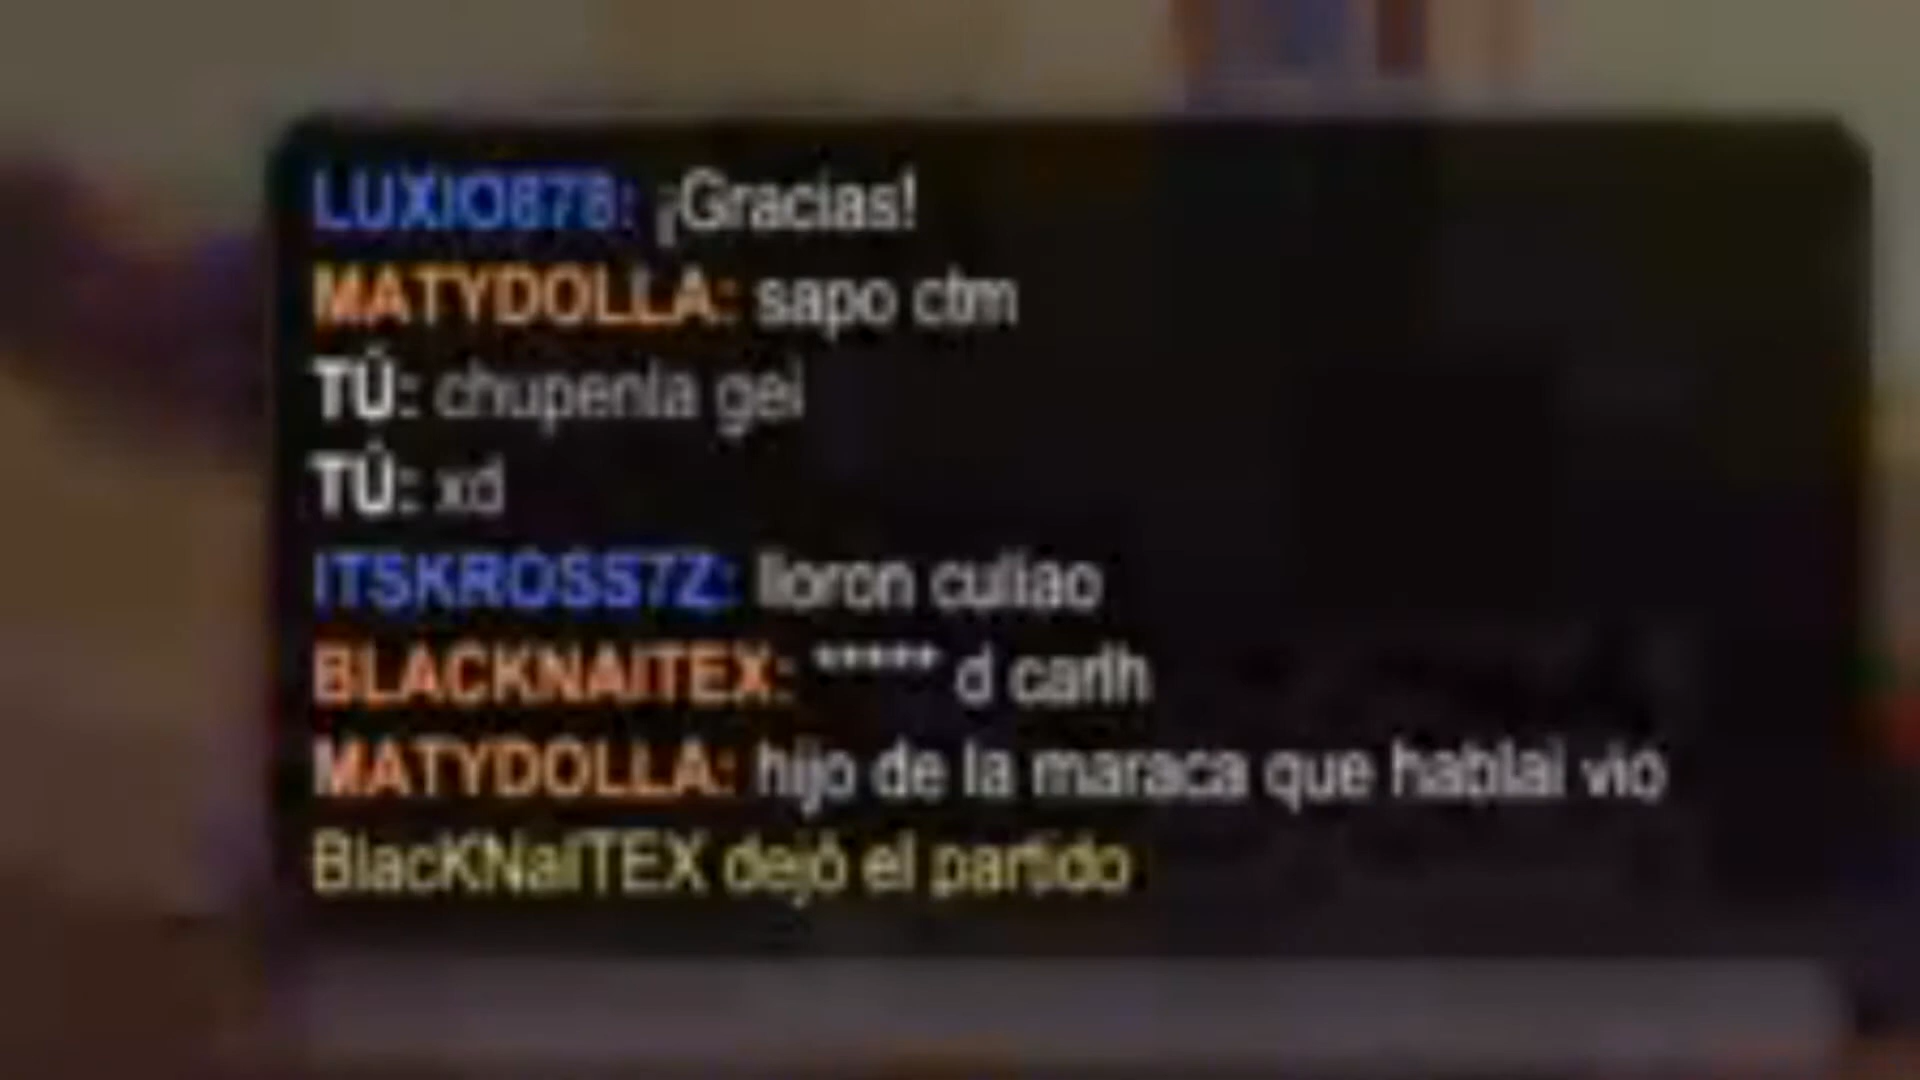 LUXIO878: ¡Gracias!
MATYDOLLA: sapo ctm
TÚ: chupenla gei
TÚ: xd
ITSKROSS7Z: lloron culiao
BLACKNAITEX: ***** d carlh
MATYDOLLA: hijo de la maraca que hablai vio
BlacKNaITEX dejó el partido